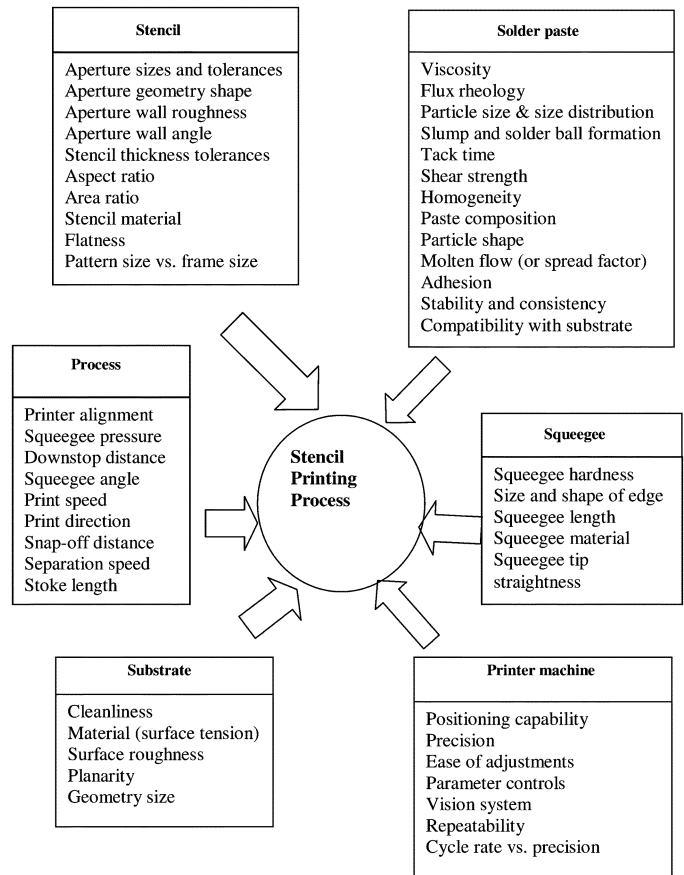 Stencil
Aperture sizes and tolerances
Aperture geometry shape
Aperture wall roughness
Aperture wall angle
Stencil thickness tolerances
Aspect ratio
Area ratio
Stencil material
Flatness
Pattern size vs. frame size
Solder paste
Viscosity
Flux rheology
Particle size & size distribution
Slump and solder ball formation
Tack time
Shear strength
Homogeneity
Paste composition
Particle shape
Molten flow (or spread factor)
Adhesion
Stability and consistency
Compatibility with substrate
Process
Printer alignment
Squeegee pressure
Downstop distance
Squeegee angle
Print speed
Print direction
Snap-off distance
Separation speed
Stoke length
Stencil
Printing
Process
Squeegee
Squeegee hardness
Size and shape of edge
Squeegee length
Squeegee material
Squeegee tip
straightness
Substrate
Cleanliness
Material (surface tension)
Surface roughness
Planarity
Geometry size
Printer machine
Positioning capability
Precision
Ease of adjustments
Parameter controls
Vision system
Repeatability
Cycle rate vs. precision